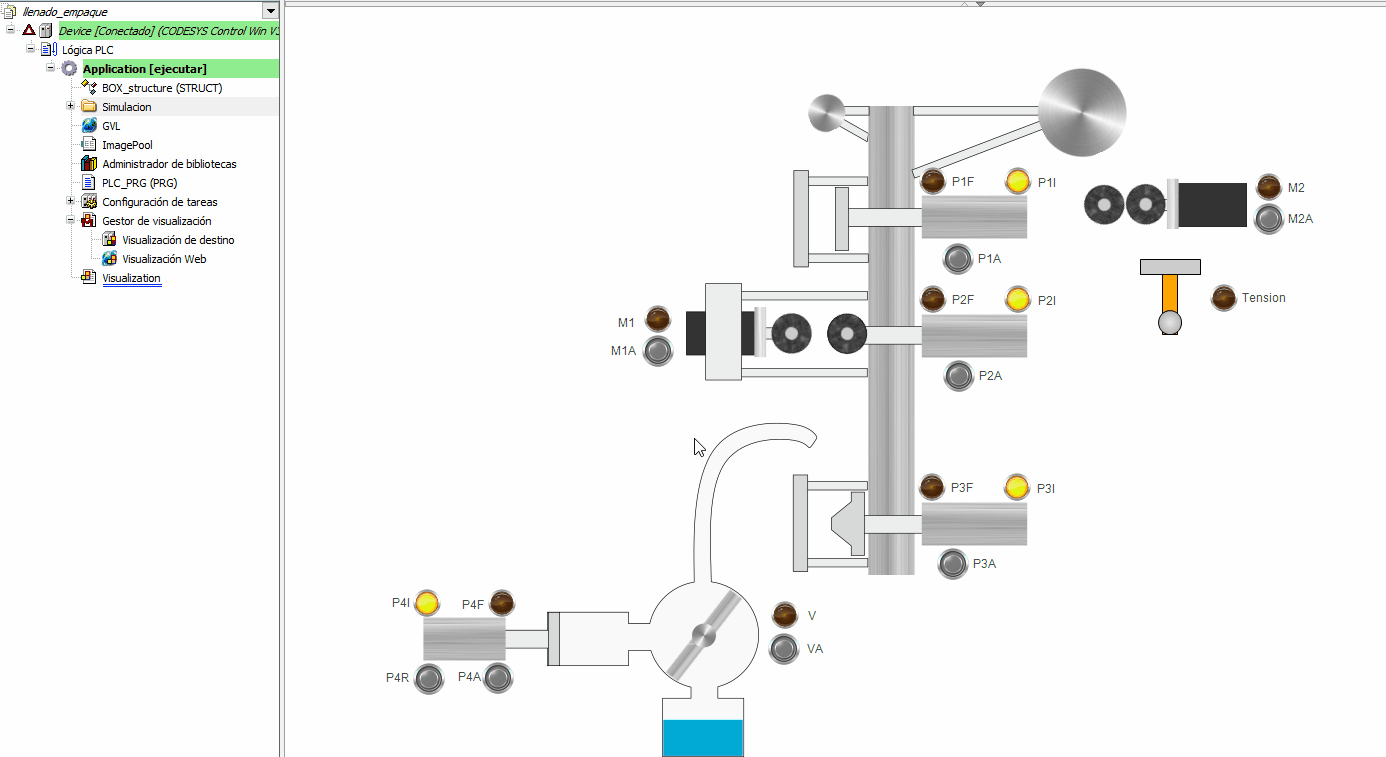 llenado_empaque
Device [Conectado] (CODESYS Control Win V3
Lógica PLC
Application [ejecutar]
BOX_structure (STRUCT)
Simulacion
GVL
ImagePool
Administrador de bibliotecas
PLC_PRG (PRG)
Configuración de tareas
Gestor de visualización
Visualización de destino
Visualización Web
Visualization
P1F
P1I
P1A
M2
M2A
P2F
P2I
Tension
M1
M1A
P2A
P3F
P3I
P3A
P4I
P4F
P4R
P4A
V
VA